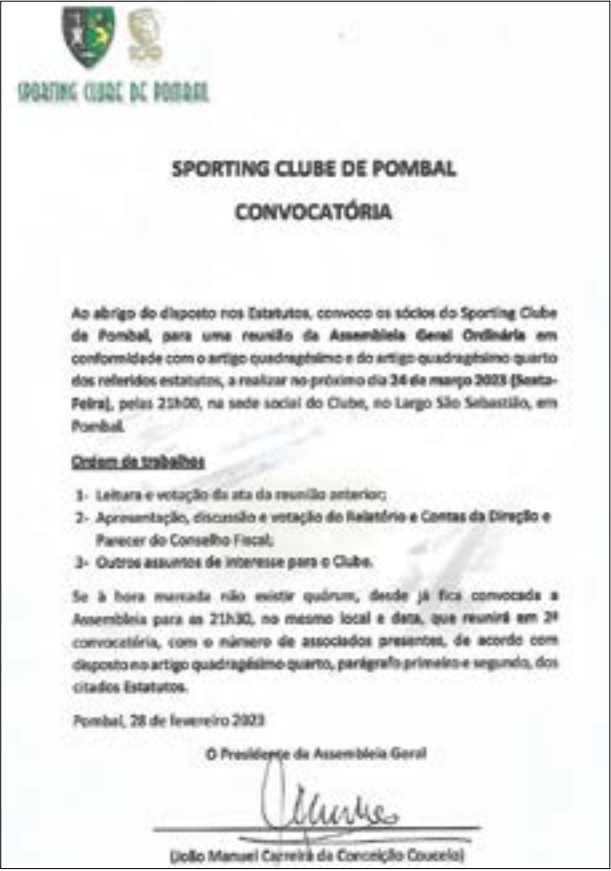 SPORTING CLUBE DE POMBAL
SPORTING CLUBE DE POMBAL
CONVOCATÓRIA
Ao abrigo do disposto nos Estatutos, convoco os sócios do Sporting Clube
de Pombal, para uma reunião da Assembleia Geral Ordinária em
conformidade com o artigo quadragésimo e do artigo quadragésimo quarto
dos referidos estatutos, a realizar no próximo dia 24 de março 2023 (Sexta-
Feira), pelas 21h00, na sede social do Clube, no Largo São Sebastião, em
Pombal.
Ordem de trabalhos
1- Leitura e votação da ata da reunião anterior;
2- Apresentação, discussão e votação do Relatório e Contas da Direção e
Parecer do Conselho Fiscal;
3- Outros assuntos de interesse para o Clube.
Se à hora marcada não existir quórum, desde já fica convocada a
Assembleia para as 21h30, no mesmo local e data, que reunirá em 2ª
convocatória, com o número de associados presentes, de acordo com
disposto no artigo quadragésimo quarto, parágrafo primeiro e segundo, dos
citados Estatutos.
Pombal, 28 de fevereiro 2023
O Presidente da Assembleia Geral
(João Manuel Carreira da Conceição Coucelo)